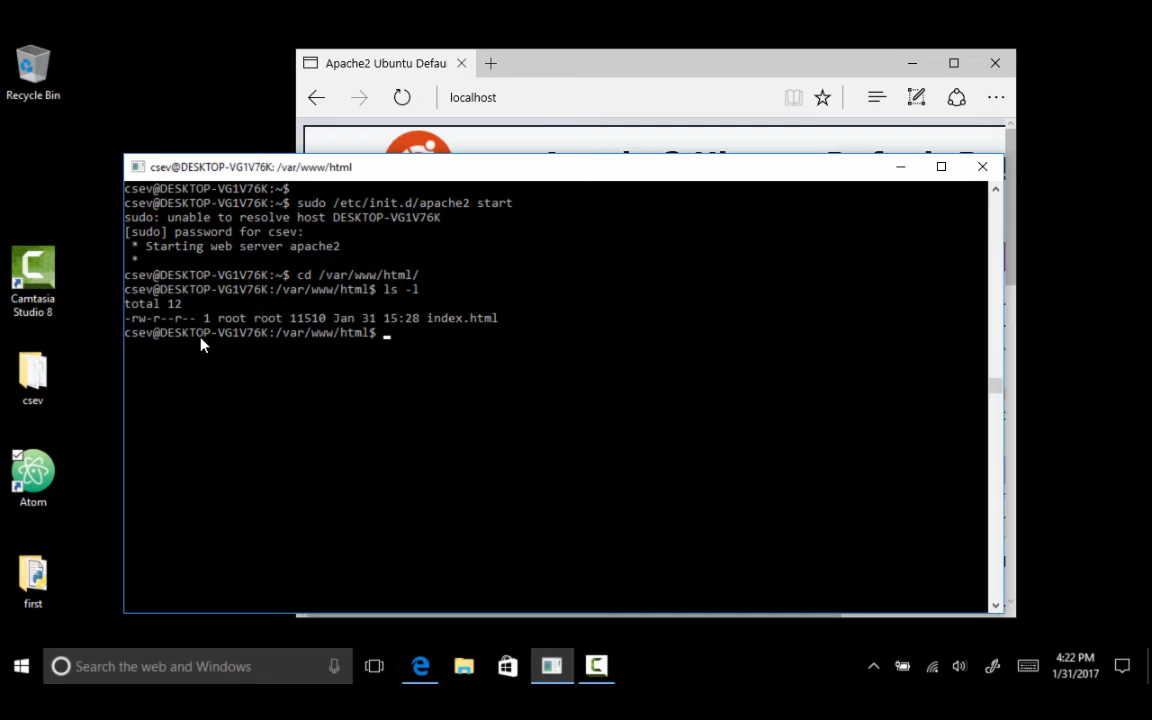 Recycle Bin
Camtasia
Studio 8
csev
Atom
first
Apache2 Ubuntu Defau
localhost
csev@DESKTOP-VG1V76K: /var/www/html
csev@DESKTOP-VG1V76K:~$
csev@DESKTOP-VG1V76K:~$ sudo /etc/init.d/apache2 start
sudo: unable to resolve host DESKTOP-VG1V76K
[sudo] password for csev:
 * Starting web server apache2
 *
csev@DESKTOP-VG1V76K:~$ cd /var/www/html/
csev@DESKTOP-VG1V76K:/var/www/html$ ls -l
total 12
-rw-r--r-- 1 root root 11510 Jan 31 15:28 index.html
csev@DESKTOP-VG1V76K:/var/www/html$
Search the web and Windows
4:22 PM
1/31/2017